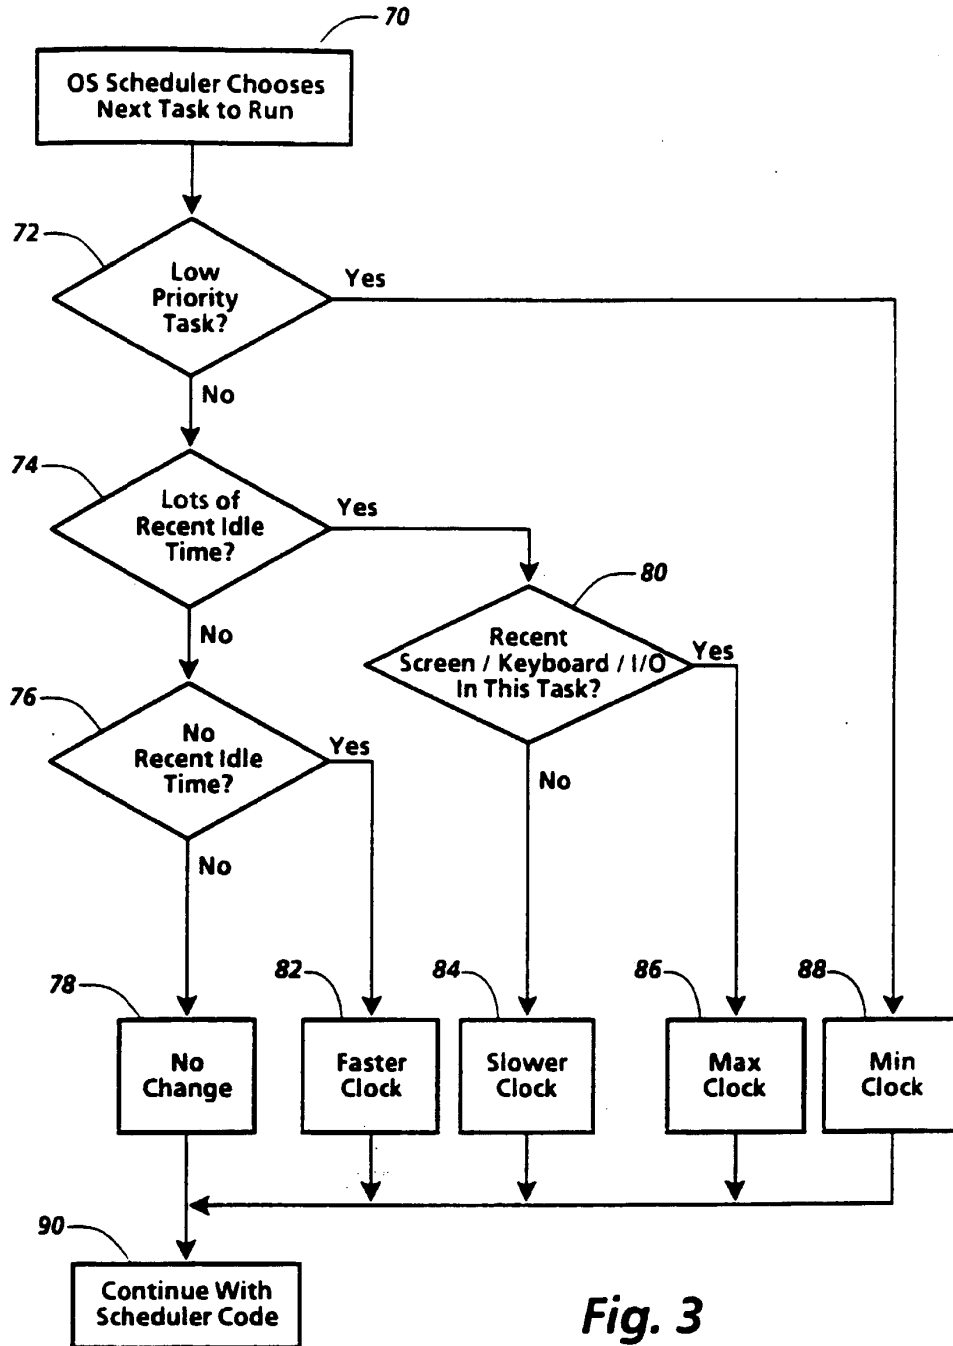 70
OS Scheduler Chooses
Next Task to Run
72
Low
Priority
Task?
Yes
No
74
Lots of
Recent Idle
Time?
Yes
No
80
Recent
Screen / Keyboard / I/O
In This Task?
Yes
No
76
No
Recent Idle
Time?
Yes
No
78
No
Change
82
Faster
Clock
84
Slower
Clock
86
Max
Clock
88
Min
Clock
90
Continue With
Scheduler Code
Fig. 3